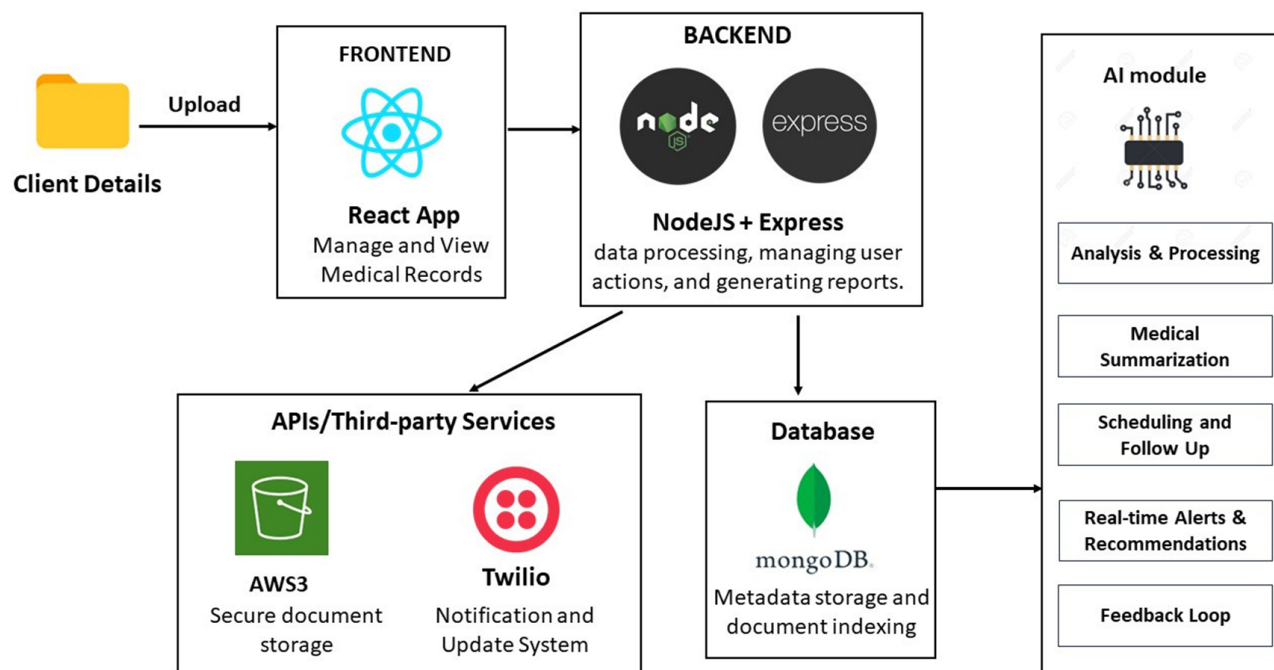 Client Details
Upload
FRONTEND
React App
Manage and View
Medical Records
BACKEND
node
JS
express
NodeJS + Express
data processing, managing user
actions, and generating reports.
APIs/Third-party Services
AWS3
Secure document
storage
Twilio
Notification and
Update System
Database
mongoDB.
Metadata storage and
document indexing
AI module
Analysis & Processing
Medical
Summarization
Scheduling and
Follow Up
Real-time Alerts &
Recommendations
Feedback Loop